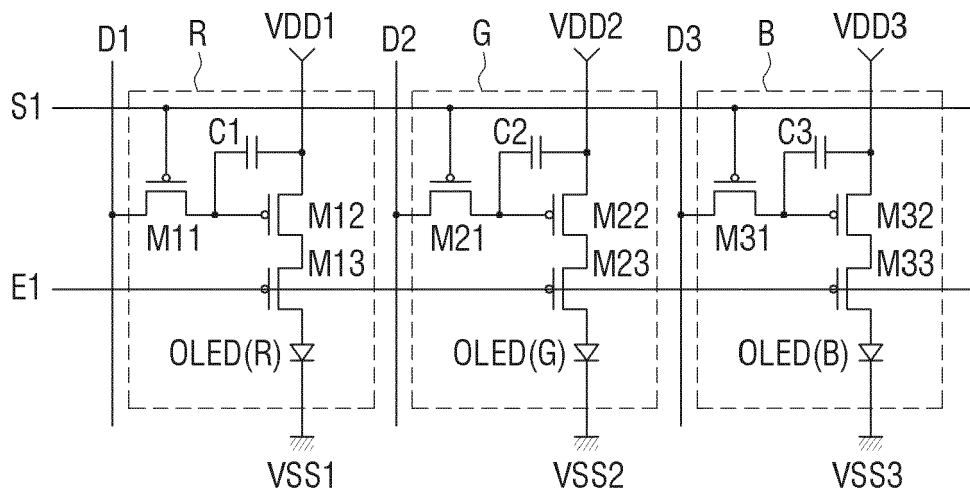 D1 R VDD1 D2 G VDD2 D3 B VDD3
S1
C1 C2 C3
M11 M12 M21 M22 M31 M32
M13 M23 M33
E1
OLED(R) OLED(G) OLED(B)
VSS1 VSS2 VSS3